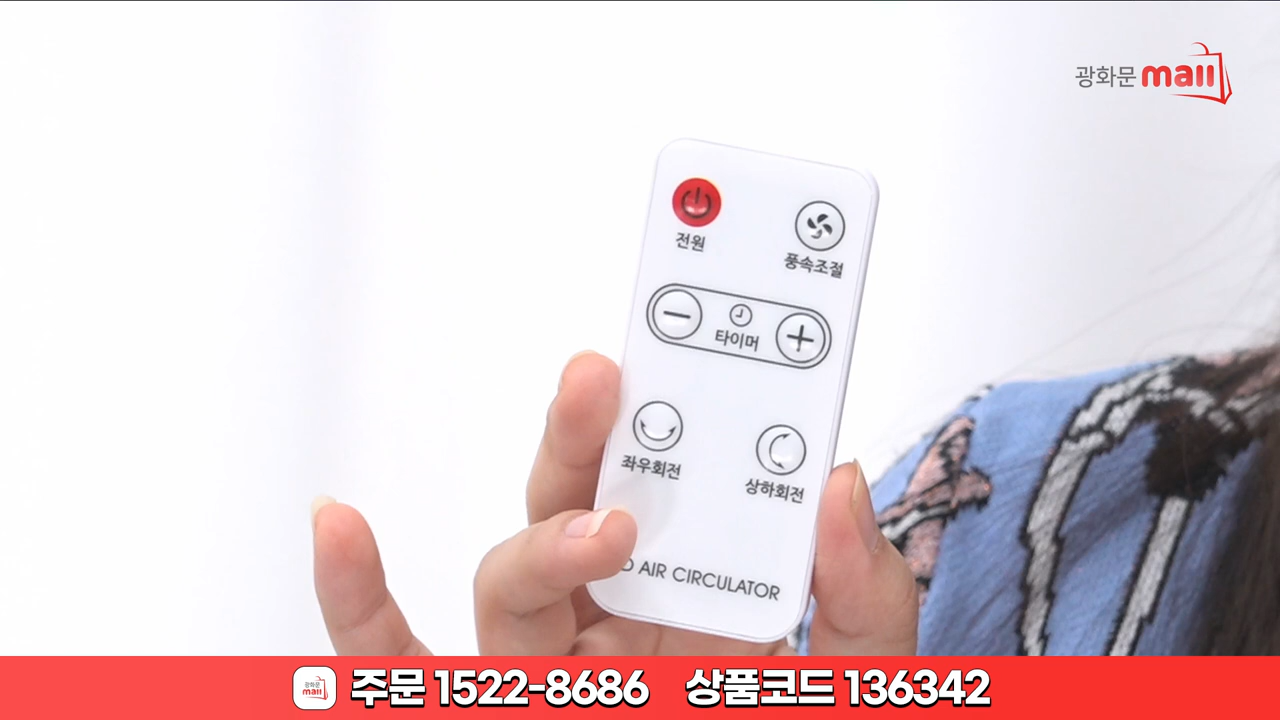 광화문 mall
전원
풍속조절
타이머
좌우회전
상하회전
AIR CIRCULATOR
광화문 mall
주문 1522-8686 상품코드 136342